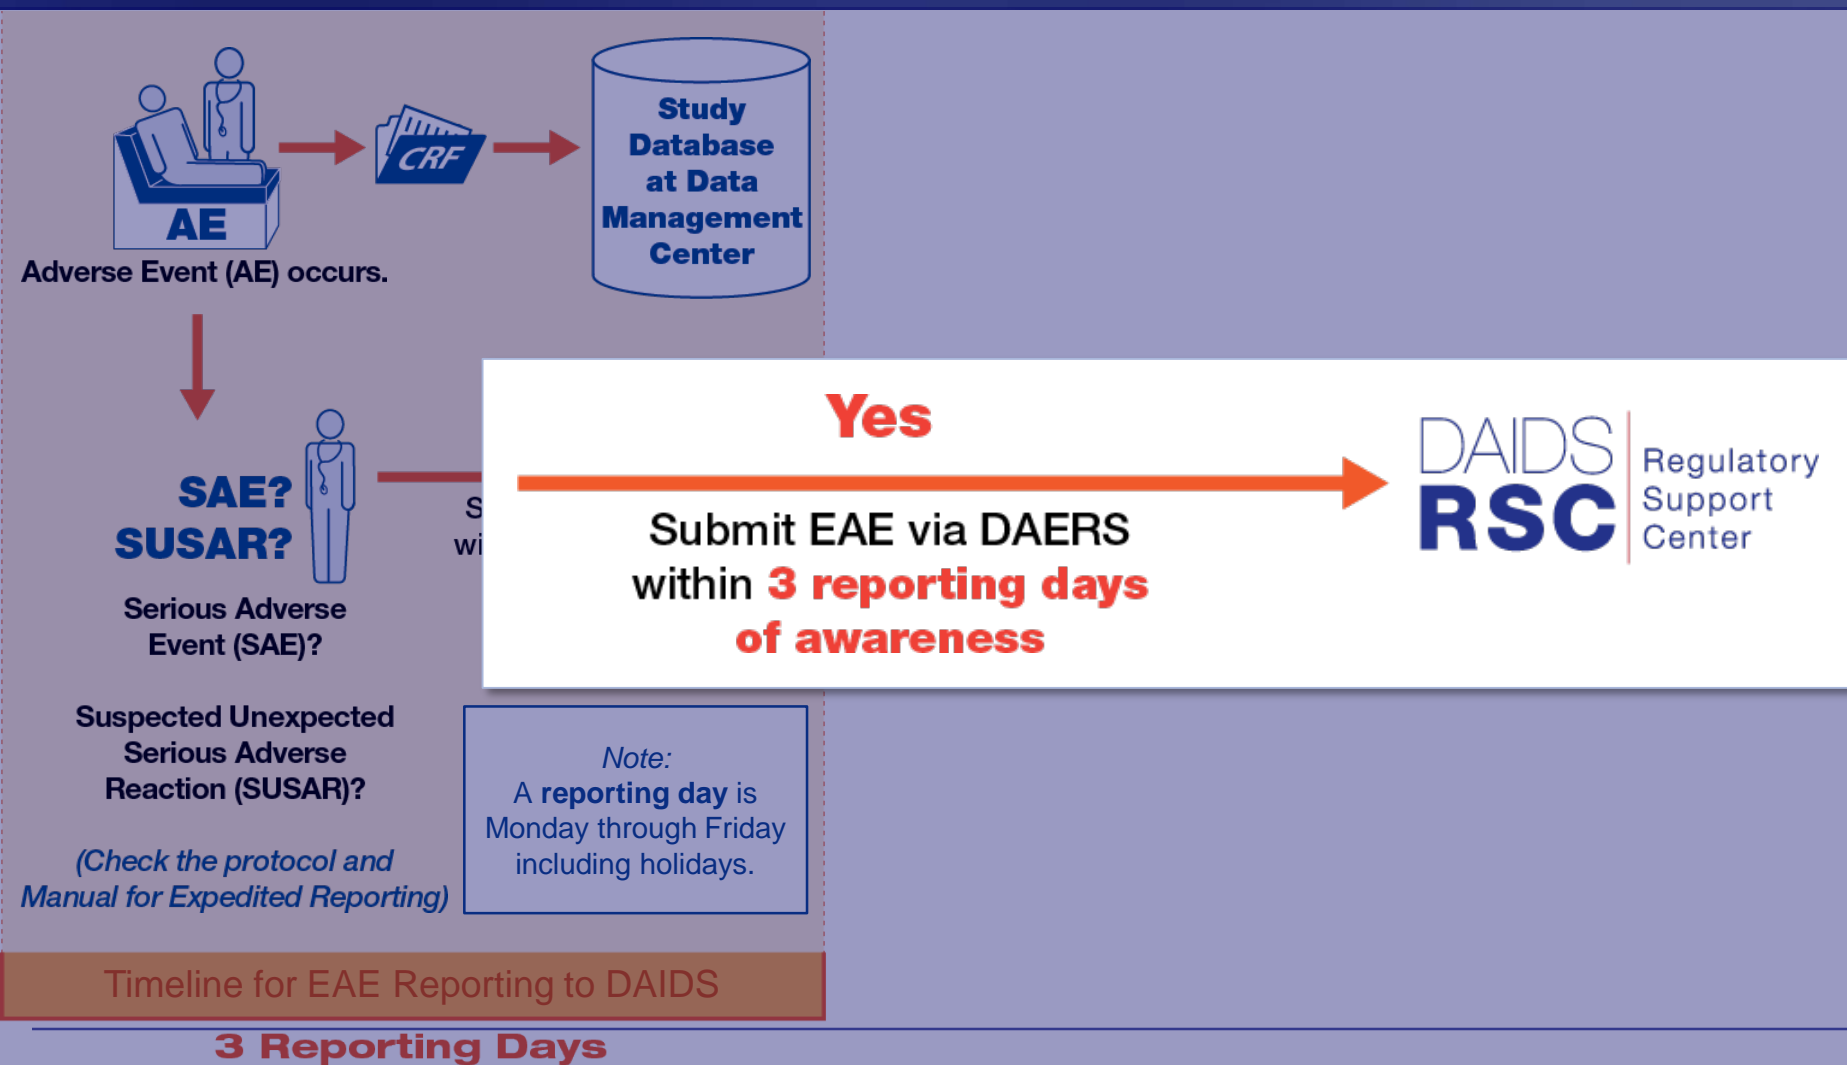 Study
Database
at Data
Management
Center
CRF
AE
Adverse Event (AE) occurs.
SAE?
SUSAR?
Serious Adverse
Event (SAE)?
Suspected Unexpected
Serious Adverse
Reaction (SUSAR)?
(Check the protocol and
Manual for Expedited Reporting)
Yes
Submit EAE via DAERS
within 3 reporting days
of awareness
DAIDS
RSC
Regulatory
Support
Center
Note:
A reporting day is
Monday through Friday
including holidays.
Timeline for EAE Reporting to DAIDS
3 Reporting Days